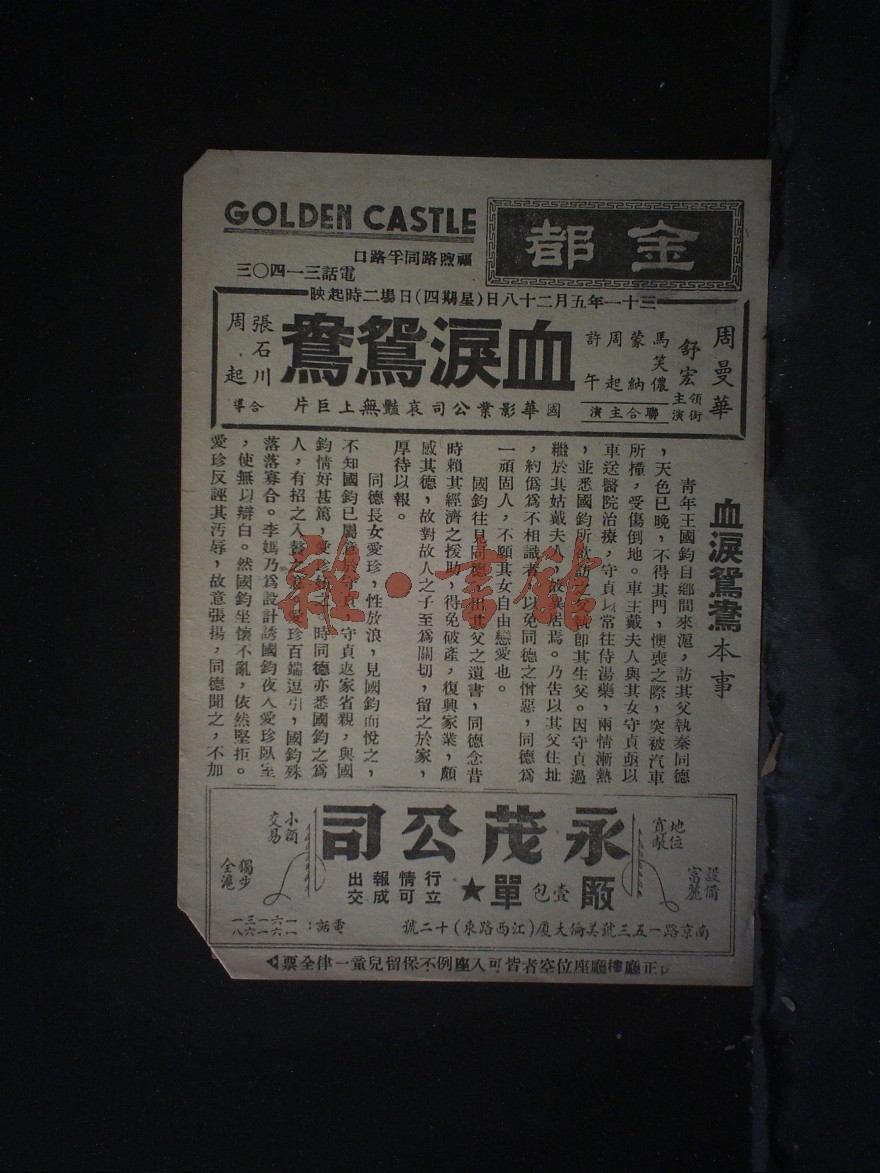 金都
GOLDEN CASTLE
福煦路同孚路口
電話三一四〇三
三十一年五月二十八日(星期四)日場二時起映
周曼華
舒宏
領銜主演
馬笑儂
蒙納
周起
許午
聯合主演
血淚鴛鴦
國華影業公司哀豔無上巨片
張石川
周起
合導
血淚鴛鴦本事
青年王國鈞自鄉間來滬,訪其父執秦同德
,天色已晚,不得其門,懊喪之際,突被汽車
所撞,受傷倒地。車主戴夫人與其女守貞亟以
車送醫院治療,守貞以常往侍湯藥,兩情漸熱
,並悉國鈞所欲訪之父執即其生父。因守貞過
繼於其姑戴夫人,故異居焉。乃告以其父住址
,約僞爲不相識者,以免同德之憎惡,同德爲
一頑固人,不願其女自由戀愛也。
國鈞往見同德,出其父之遺書,同德念昔
時賴其經濟之援助,得免破產,復興家業,頗
感其德,故對故人之子至爲關切,留之於家,
厚待以報。
同德長女愛珍,性放浪,見國鈞而悅之,
不知國鈞已屬意於守貞,守貞返家省親,與國
鈞情好甚篤,愛珍妬之。時同德亦悉國鈞之爲
人,有招之入贅之意,愛珍百端逗引,國鈞殊
落落寡合。李媽乃爲設計誘國鈞夜入愛珍臥室
,使無以辯白。然國鈞坐懷不亂,依然堅拒。
愛珍反誣其汚辱,故意張揚,同德聞之,不加
永茂公司
地位寬敞
設備富麗
小額交易
獨步全滬
廠單
壹包
★
行情報出
立可成交
南京路一五三號美倫大厦(江西路東)十二號
電話:一六一三一
一六一六八
正廳樓廳座位空者皆可入座例不保留兒童一律全票
雜·書館